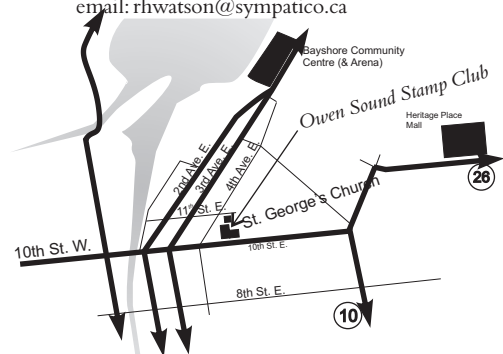 email: rhwatson@sympatico.ca
Bayshore Community
Centre (& Arena)
Owen Sound Stamp Club
Heritage Place
Mall
2nd Ave. E.
3rd Ave. E.
4th Ave. E.
26
11th St. E.
St. George's Church
10th St. W.
10th St. E.
8th St. E.
10